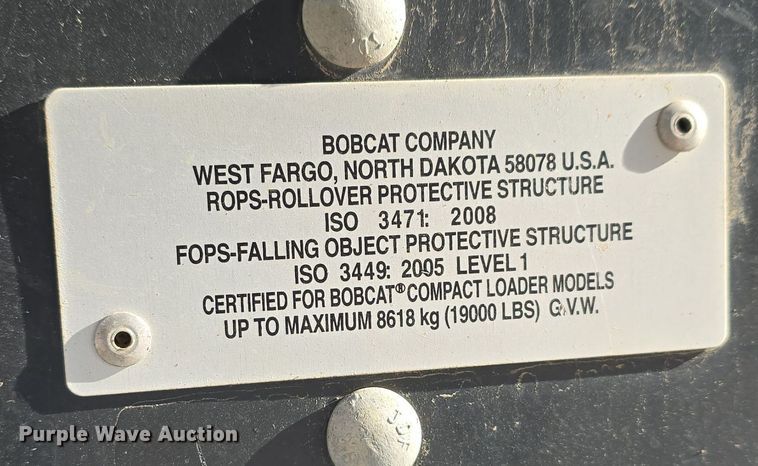 BOBCAT COMPANY
WEST FARGO, NORTH DAKOTA 58078 U.S.A.
ROPS-ROLLOVER PROTECTIVE STRUCTURE
ISO 3471: 2008
FOPS-FALLING OBJECT PROTECTIVE STRUCTURE
ISO 3449: 2005 LEVEL 1
CERTIFIED FOR BOBCAT® COMPACT LOADER MODELS
UP TO MAXIMUM 8618 kg (19000 LBS) G.V.W.
Purple Wave Auction